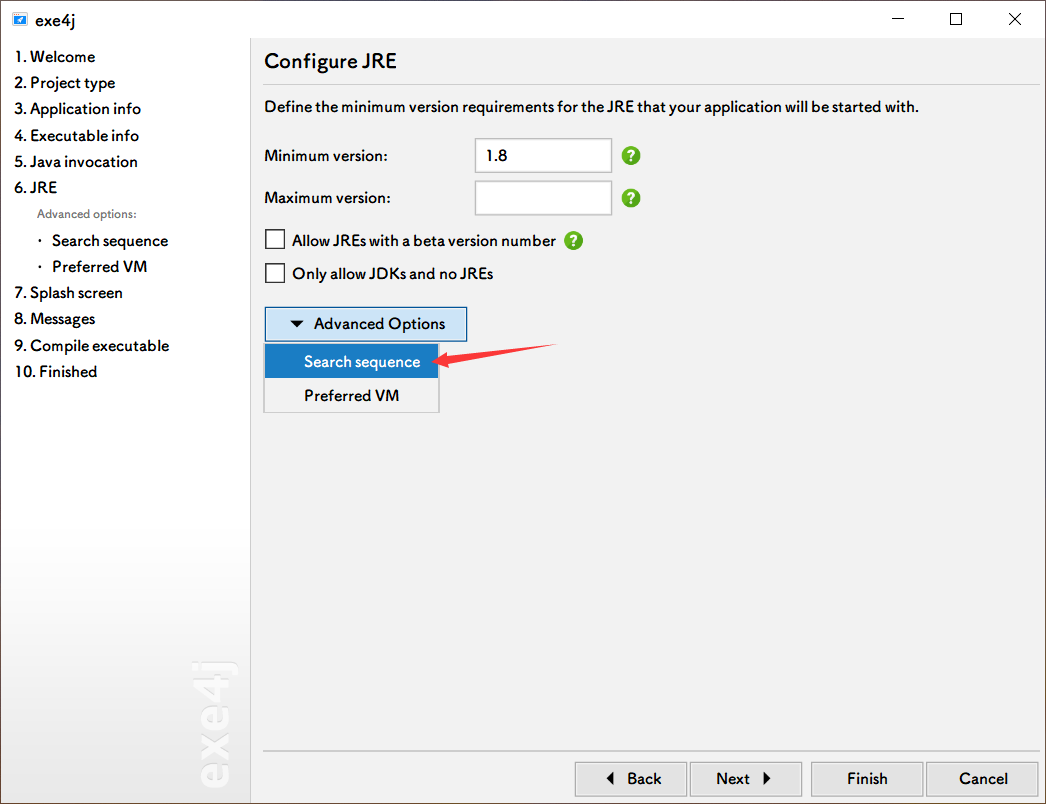 exe4j
1. Welcome
2. Project type
3. Application info
4. Executable info
5. Java invocation
6. JRE
Advanced options:
· Search sequence
· Preferred VM
7. Splash screen
8. Messages
9. Compile executable
10. Finished
exe4j
Configure JRE
Define the minimum version requirements for the JRE that your application will be started with.
Minimum version: 1.8 ?
Maximum version: ?
Allow JREs with a beta version number ?
Only allow JDKs and no JREs
Advanced Options
Search sequence
Preferred VM
Back Next Finish Cancel